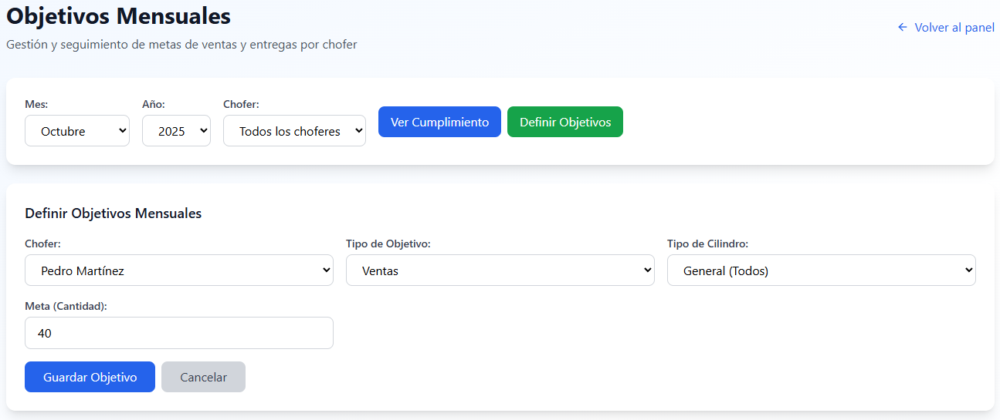 Objetivos Mensuales
← Volver al panel
Gestión y seguimiento de metas de ventas y entregas por chofer
Mes: Año: Chofer:
Octubre 2025 Todos los choferes Ver Cumplimiento Definir Objetivos
Definir Objetivos Mensuales
Chofer: Tipo de Objetivo: Tipo de Cilindro:
Pedro Martínez Ventas General (Todos)
Meta (Cantidad):
40
Guardar Objetivo Cancelar